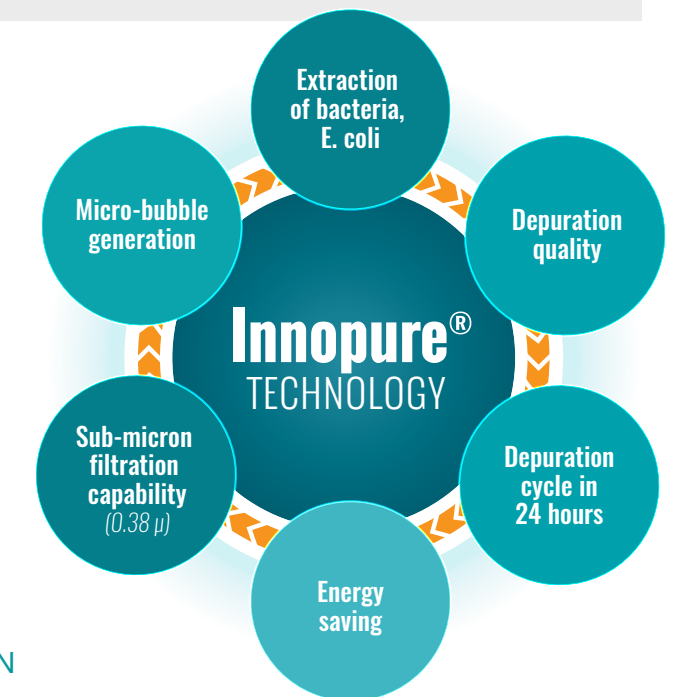 Extraction
of bacteria,
E. coli
Micro-bubble
generation
Depuration
quality
Innopure®
TECHNOLOGY
Sub-micron
filtration
capability
(0.38 µ)
Depuration
cycle in
24 hours
Energy
saving
N